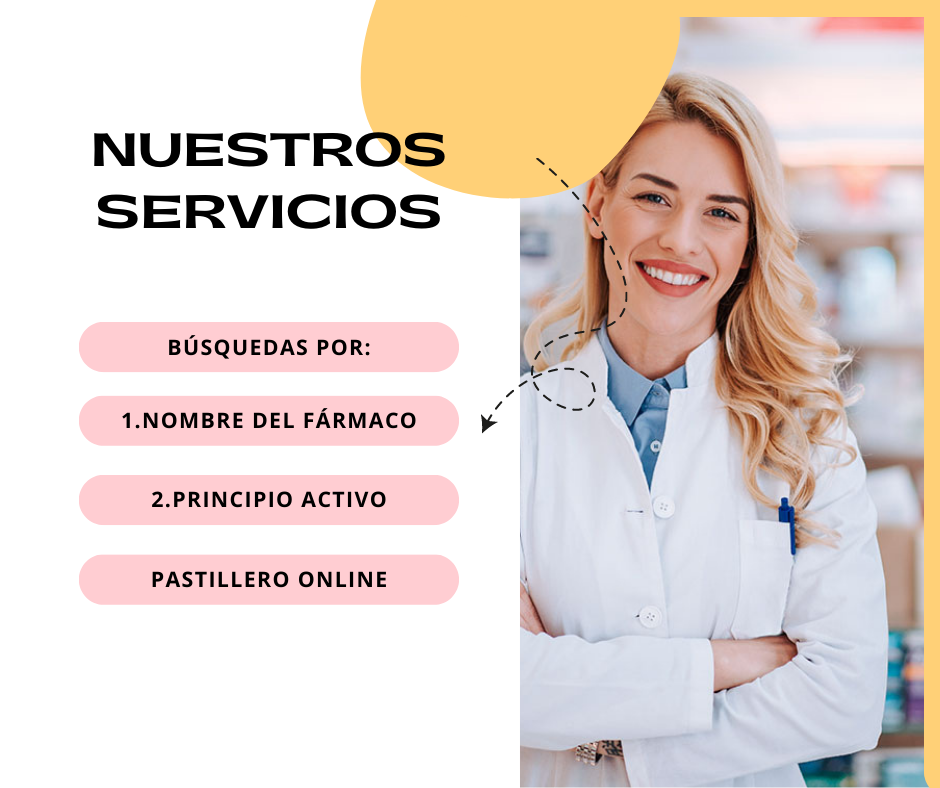 NUESTROS
SERVICIOS
BÚSQUEDAS POR:
1.NOMBRE DEL FÁRMACO
2.PRINCIPIO ACTIVO
PASTILLERO ONLINE